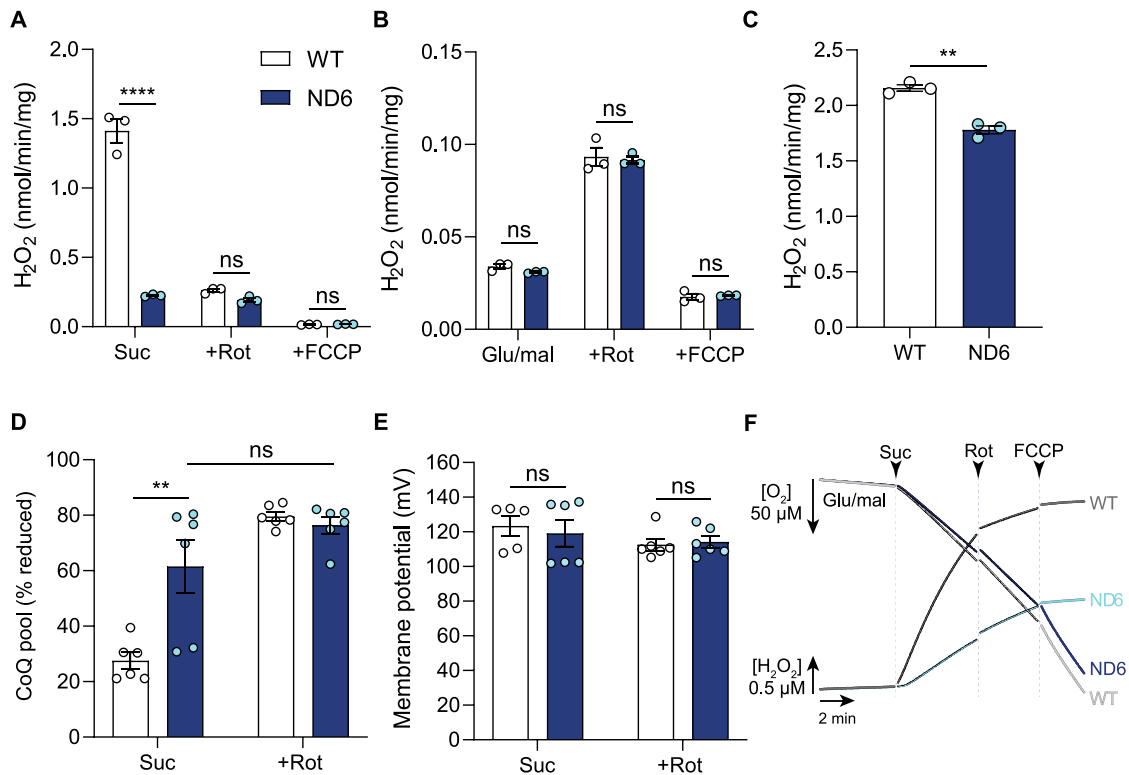 A
H₂O₂ (nmol/min/mg)
2.0
1.5
1.0
0.5
0.0
****
ns
ns
WT
ND6
Suc
+Rot
+FCCP
B
H₂O₂ (nmol/min/mg)
0.15
0.10
0.05
0.00
ns
ns
ns
Glu/mal
+Rot
+FCCP
C
H₂O₂ (nmol/min/mg)
2.5
2.0
1.5
1.0
0.5
0.0
**
WT
ND6
D
CoQ pool (% reduced)
100
80
60
40
20
0
ns
**
Suc
+Rot
E
Membrane potential (mV)
160
140
120
100
80
60
40
20
0
ns
ns
Suc
+Rot
F
Suc
Rot
FCCP
[O₂]
50 µM
Glu/mal
WT
ND6
ND6
WT
[H₂O₂]
0.5 µM
2 min